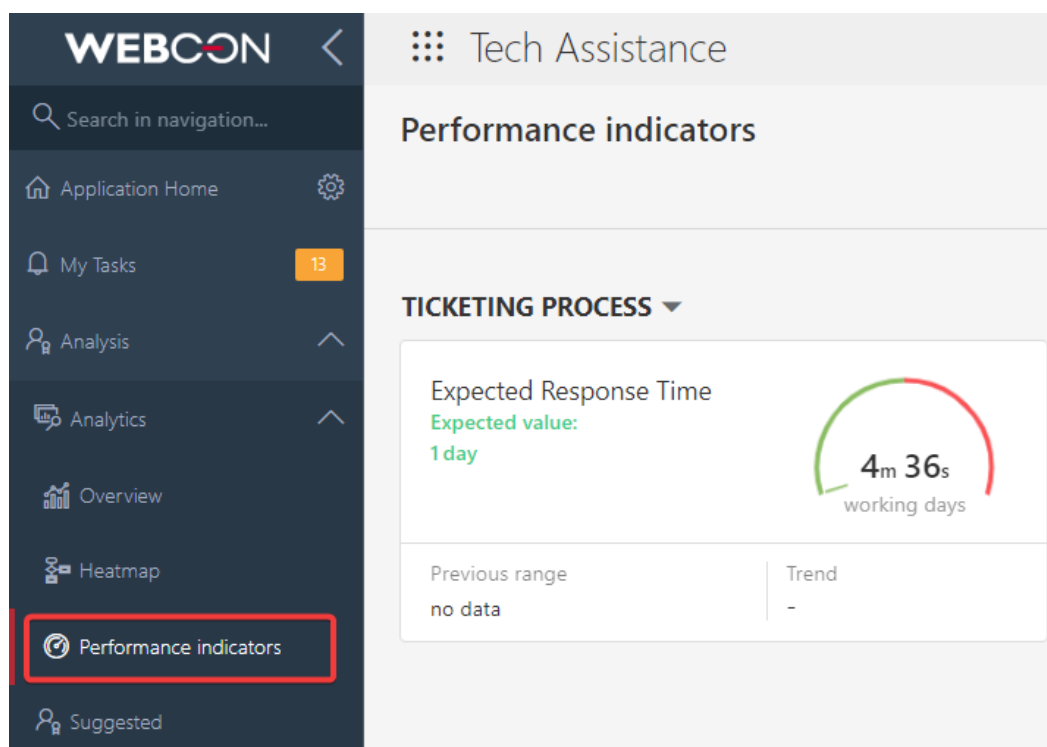 WEBCON
Search in navigation...
Application Home
My Tasks
13
Analysis
Analytics
Overview
Heatmap
Performance indicators
Suggested
Tech Assistance
Performance indicators
TICKETING PROCESS
Expected Response Time
Expected value:
1 day
4m 36s
working days
Previous range
no data
Trend
-